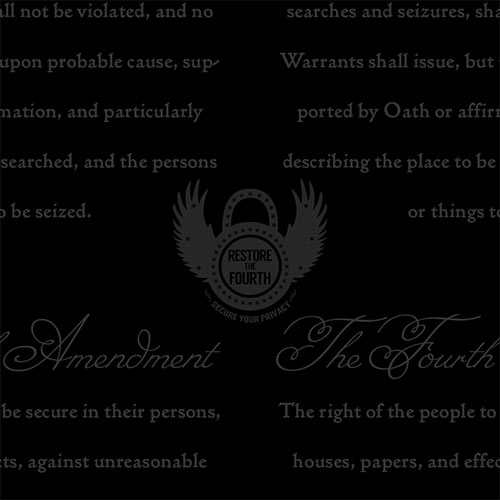 all not be violated, and no searches and seizures, sha
upon probable cause, sup- Warrants shall issue, but
mation, and particularly ported by Oath or affir
searched, and the persons describing the place to be
o be seized. or things to
RESTORE
THE
FOURTH
SECURE YOUR PRIVACY
Amendment The Fourth
be secure in their persons, The right of the people to
ts, against unreasonable houses, papers, and effec